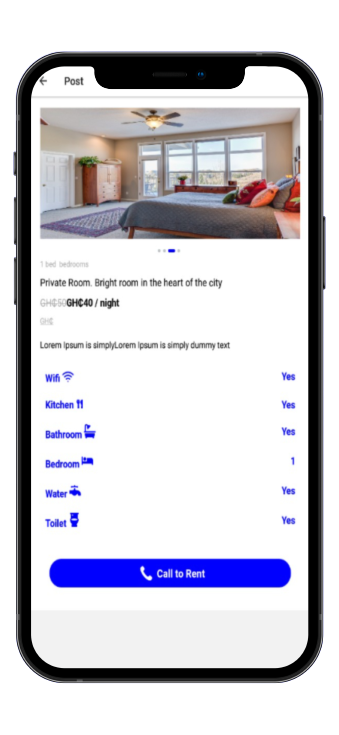 Post
1 bed bedrooms
Private Room. Bright room in the heart of the city
GH₵50GH₵40 / night
GH₵
Lorem Ipsum is simplyLorem Ipsum is simply dummy text
Wifi Yes
Kitchen Yes
Bathroom Yes
Bedroom 1
Water Yes
Toilet Yes
Call to Rent